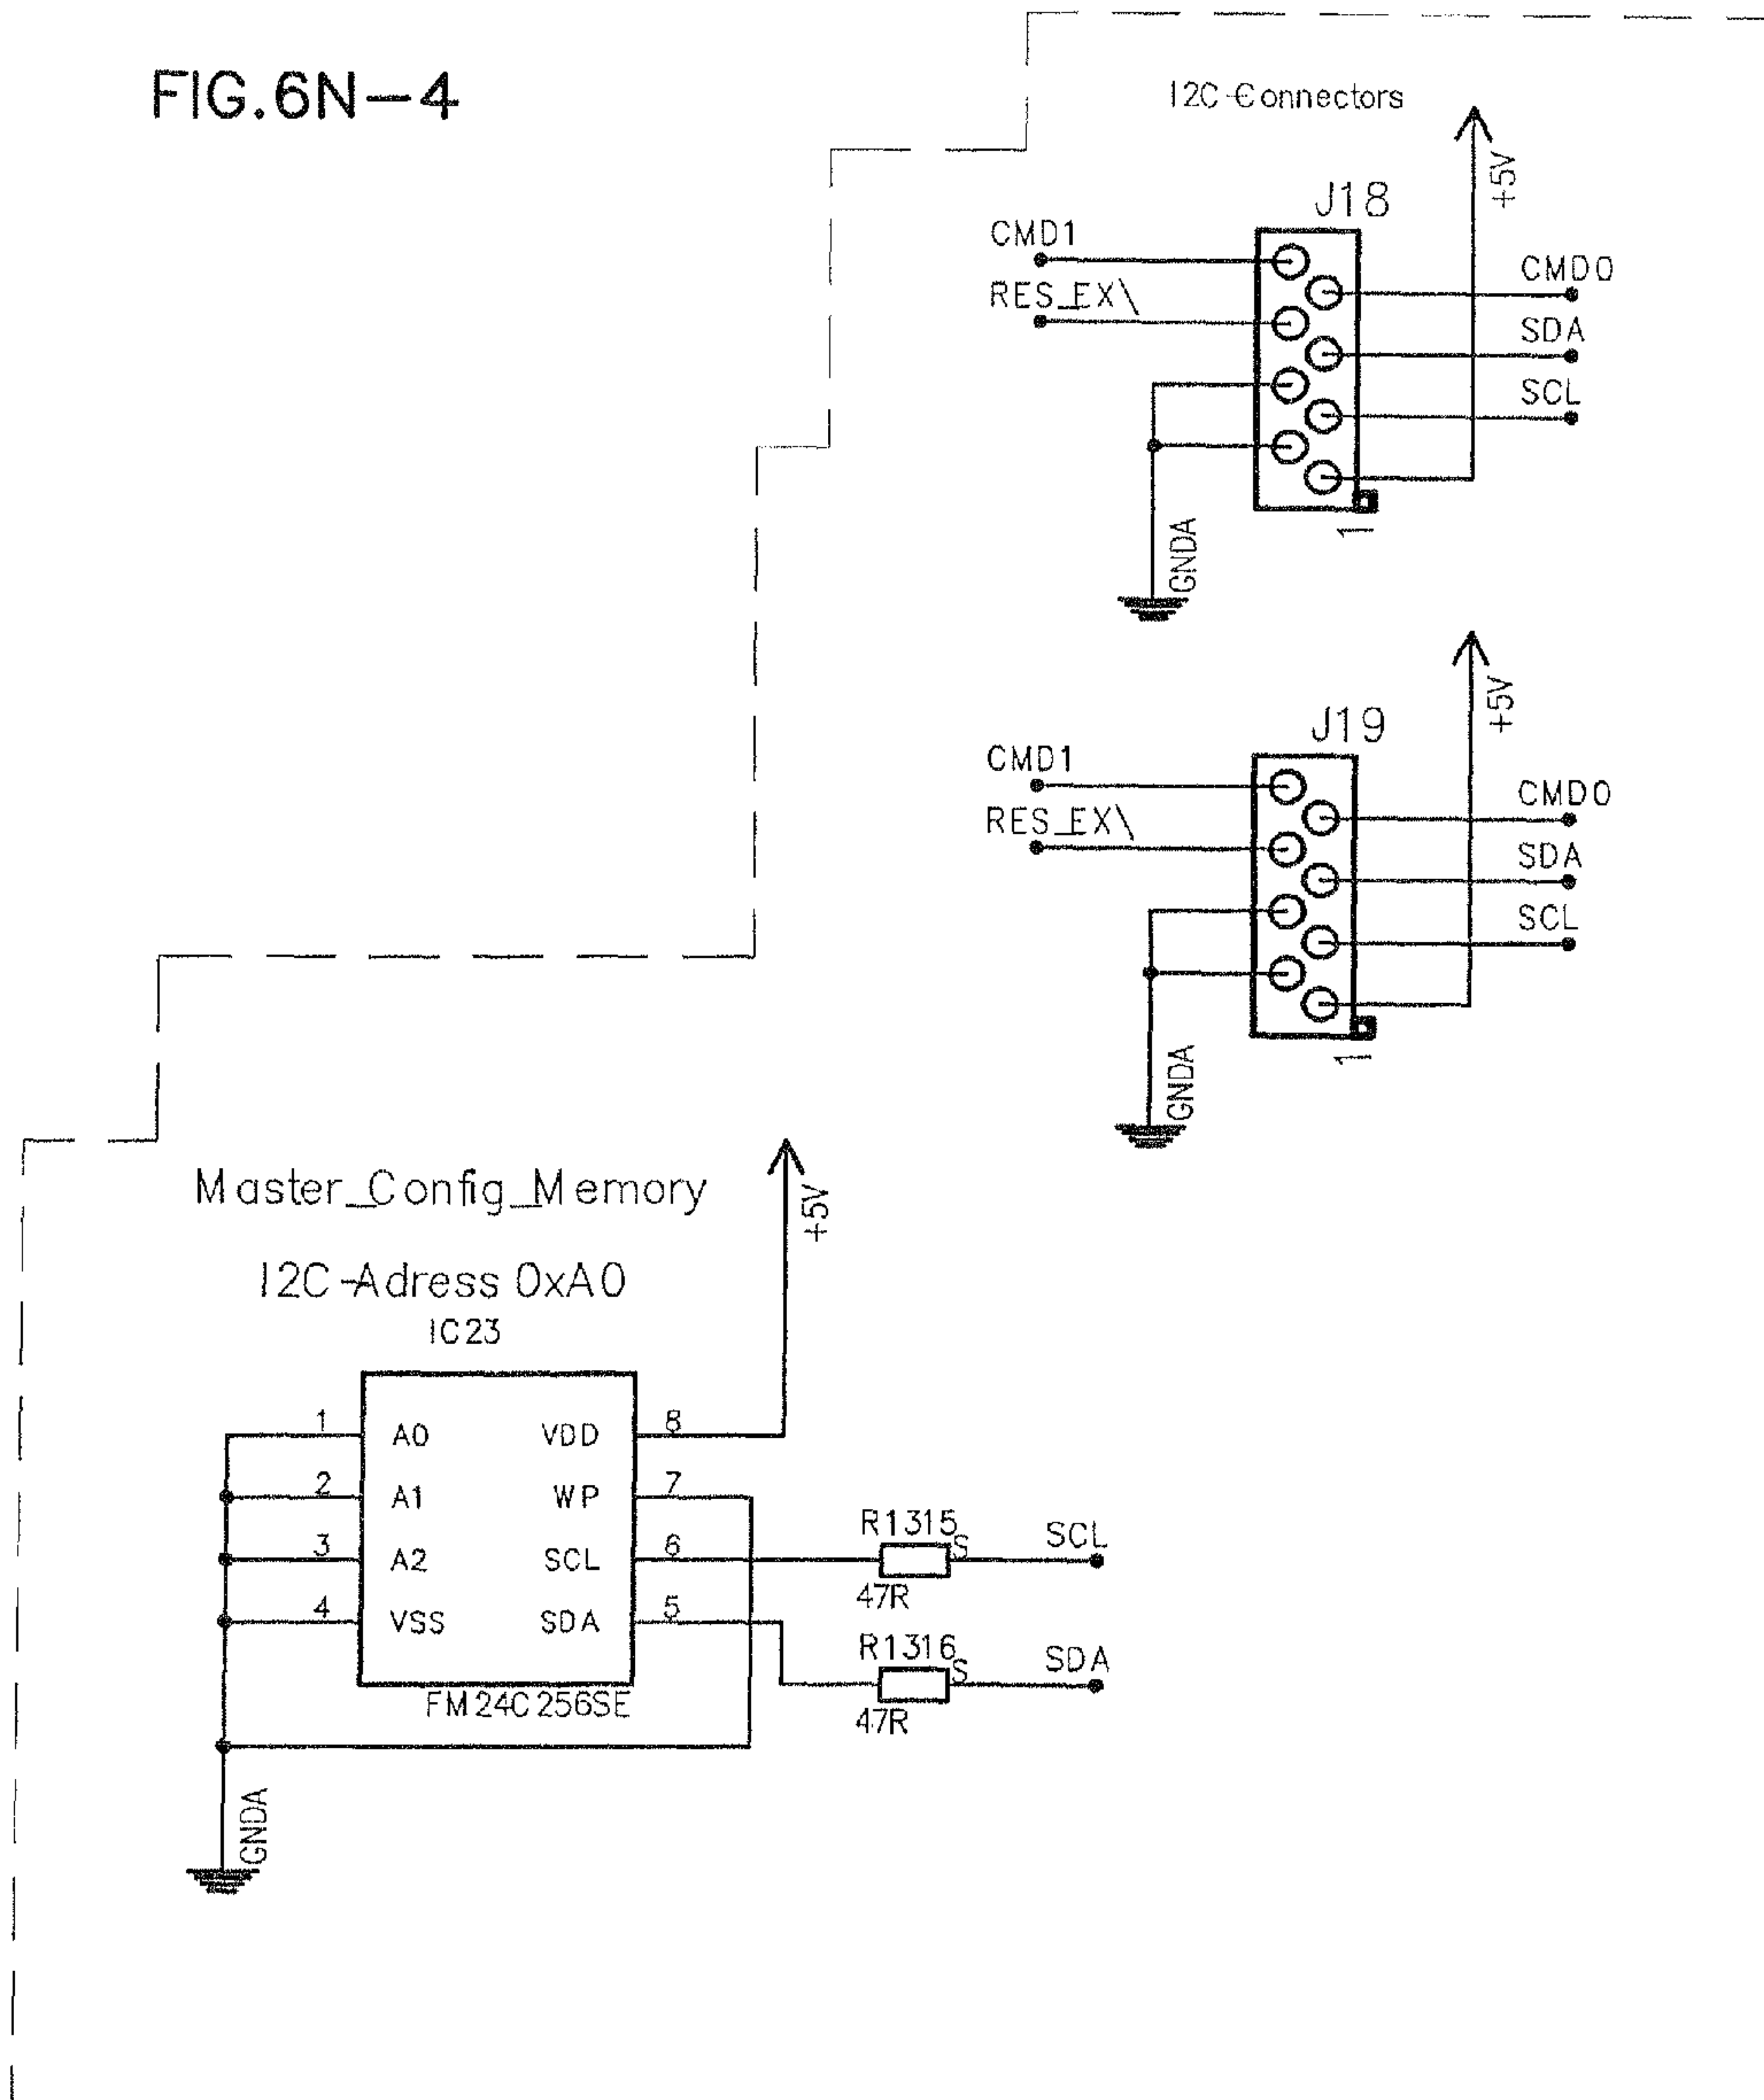 FIG.6N-4
I2C-Connectors
+5V
J18
CMD1
CMD0
RES_EX\
SDA
SCL
1
GNDA
+5V
J19
CMD1
CMD0
RES_EX\
SDA
SCL
1
GNDA
Master_Config_Memory
+5V
I2C-Adress 0xA0
IC23
1 A0 VDD 8
2 A1 WP 7
3 A2 SCL 6
R1315 S SCL
47R
4 VSS SDA 5
R1316 S SDA
47R
FM24C256SE
GNDA